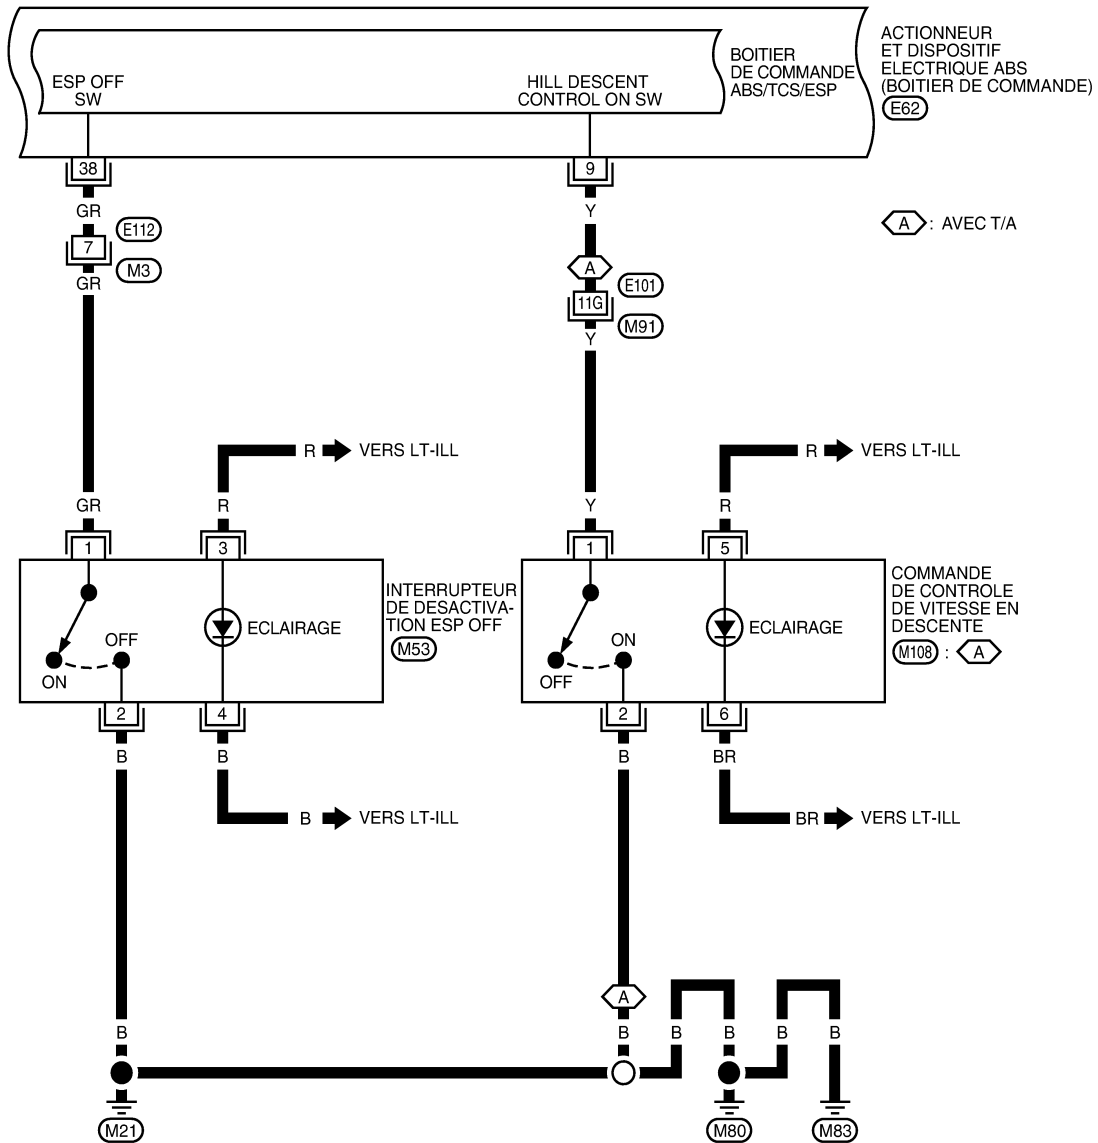 ACTIONNEUR
ET DISPOSITIF
ELECTRIQUE ABS
(BOITIER DE COMMANDE)
E62
BOITIER
DE COMMANDE
ABS/TCS/ESP
ESP OFF
SW
HILL DESCENT
CONTROL ON SW
38
9
GR
Y
E112
7
M3
GR
A : AVEC T/A
A
E101
11G
M91
Y
R
VERS LT-ILL
R
VERS LT-ILL
GR
R
Y
R
1
3
1
5
INTERRUPTEUR
DE DESACTIVA-
TION ESP OFF
M53
COMMANDE
DE CONTROLE
DE VITESSE EN
DESCENTE
M108 : A
ECLAIRAGE
ECLAIRAGE
OFF
ON
ON
OFF
2
4
2
6
B
B
B
BR
B
VERS LT-ILL
BR
VERS LT-ILL
A
B
B
B
B
B
B
M21
M80
M83